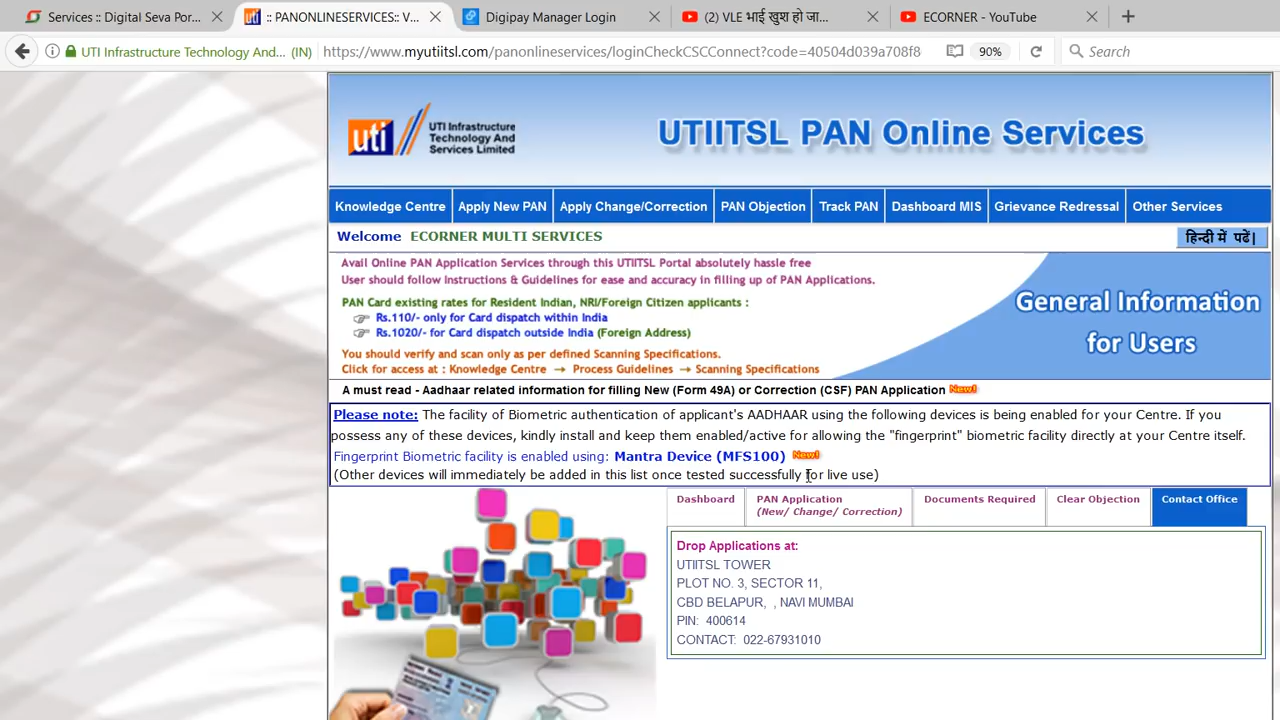 Services :: Digital Seva Por...
:: PANONLINESERVICES:: V...
Digipay Manager Login
(2) VLE भाई खुश हो जा...
ECORNER - YouTube
UTI Infrastructure Technology And... (IN)
https://www.myutiitsl.com/panonlineservices/loginCheckCSCConnect?code=40504d039a708f8
90%
Search
uti
UTI Infrastructure
Technology And
Services Limited
UTIITSL PAN Online Services
Knowledge Centre
Apply New PAN
Apply Change/Correction
PAN Objection
Track PAN
Dashboard MIS
Grievance Redressal
Other Services
Welcome ECORNER MULTI SERVICES
हिन्दी में पढें|
Avail Online PAN Application Services through this UTIITSL Portal absolutely hassle free
User should follow Instructions & Guidelines for ease and accuracy in filling up of PAN Applications.
PAN Card existing rates for Resident Indian, NRI/Foreign Citizen applicants :
Rs.110/- only for Card dispatch within India
Rs.1020/- for Card dispatch outside India (Foreign Address)
You should verify and scan only as per defined Scanning Specifications.
Click for access at : Knowledge Centre → Process Guidelines → Scanning Specifications
General Information
for Users
A must read - Aadhaar related information for filling New (Form 49A) or Correction (CSF) PAN Application New!
Please note: The facility of Biometric authentication of applicant's AADHAAR using the following devices is being enabled for your Centre. If you
possess any of these devices, kindly install and keep them enabled/active for allowing the "fingerprint" biometric facility directly at your Centre itself.
Fingerprint Biometric facility is enabled using: Mantra Device (MFS100) New!
(Other devices will immediately be added in this list once tested successfully for live use)
Dashboard
PAN Application
(New/ Change/ Correction)
Documents Required
Clear Objection
Contact Office
Drop Applications at:
UTIITSL TOWER
PLOT NO. 3, SECTOR 11,
CBD BELAPUR, , NAVI MUMBAI
PIN: 400614
CONTACT: 022-67931010